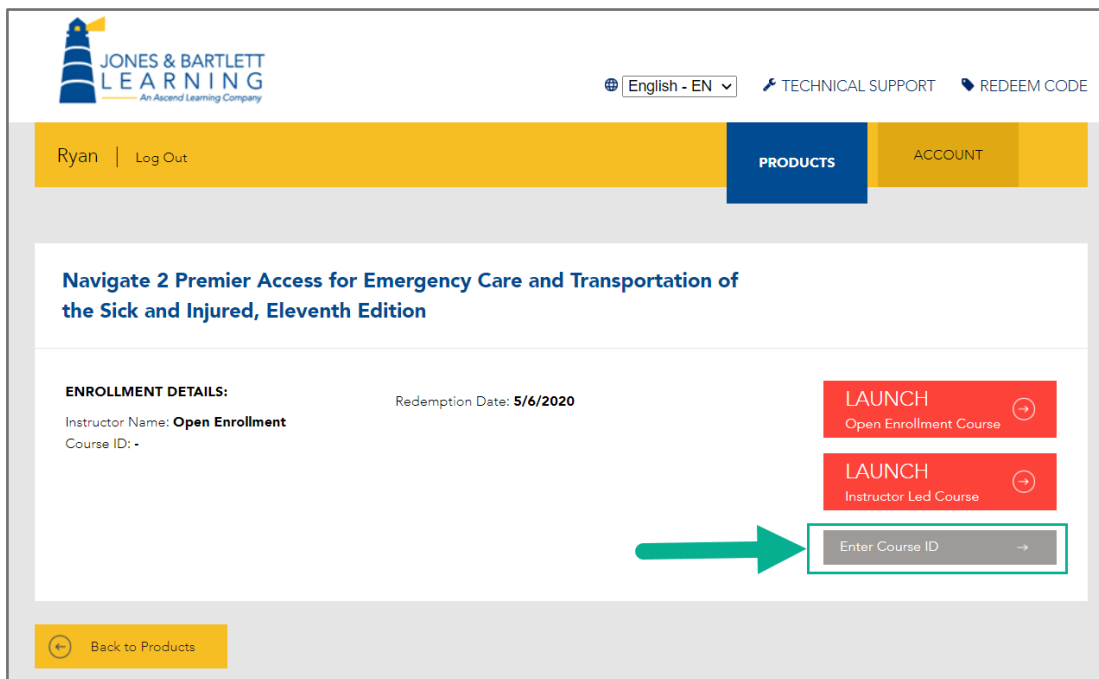 JONES & BARTLETT
LEARNING
An Ascend Learning Company
English - EN
TECHNICAL SUPPORT
REDEEM CODE
Ryan | Log Out
PRODUCTS
ACCOUNT
Navigate 2 Premier Access for Emergency Care and Transportation of
the Sick and Injured, Eleventh Edition
ENROLLMENT DETAILS:
Instructor Name: Open Enrollment
Course ID: -
Redemption Date: 5/6/2020
LAUNCH
Open Enrollment Course
LAUNCH
Instructor Led Course
Enter Course ID
Back to Products